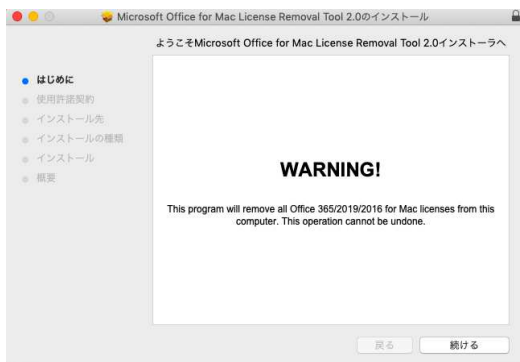 Microsoft Office for Mac License Removal Tool 2.0のインストール
ようこそMicrosoft Office for Mac License Removal Tool 2.0インストーラへ
はじめに
使用許諾契約
インストール先
インストールの種類
インストール
概要
WARNING!
This program will remove all Office 365/2019/2016 for Mac licenses from this
computer. This operation cannot be undone.
戻る
続ける